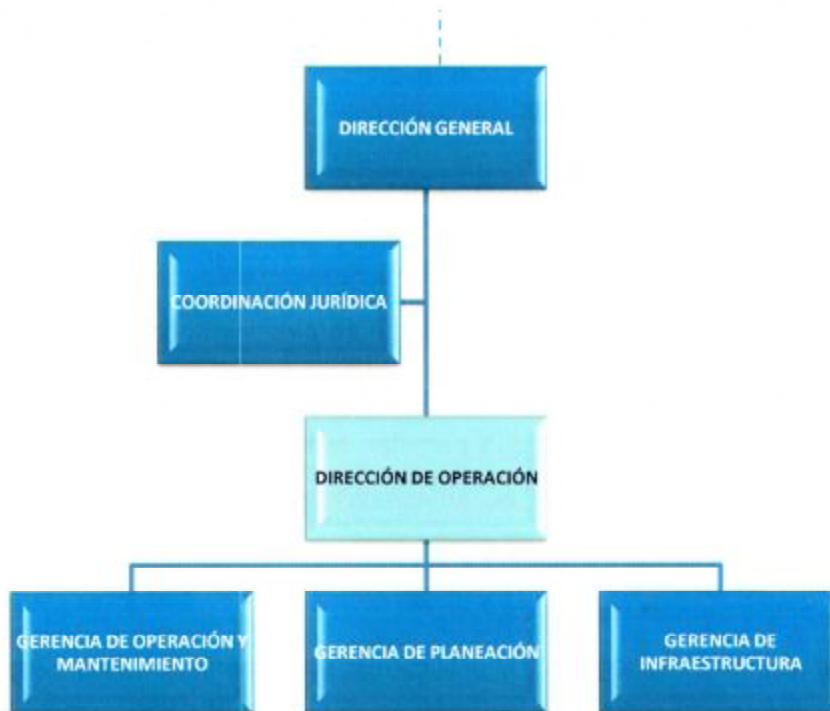 DIRECCIÓN GENERAL
COORDINACIÓN JURÍDICA
DIRECCIÓN DE OPERACIÓN
GERENCIA DE OPERACIÓN Y
MANTENIMIENTO
GERENCIA DE PLANEACIÓN
GERENCIA DE
INFRAESTRUCTURA